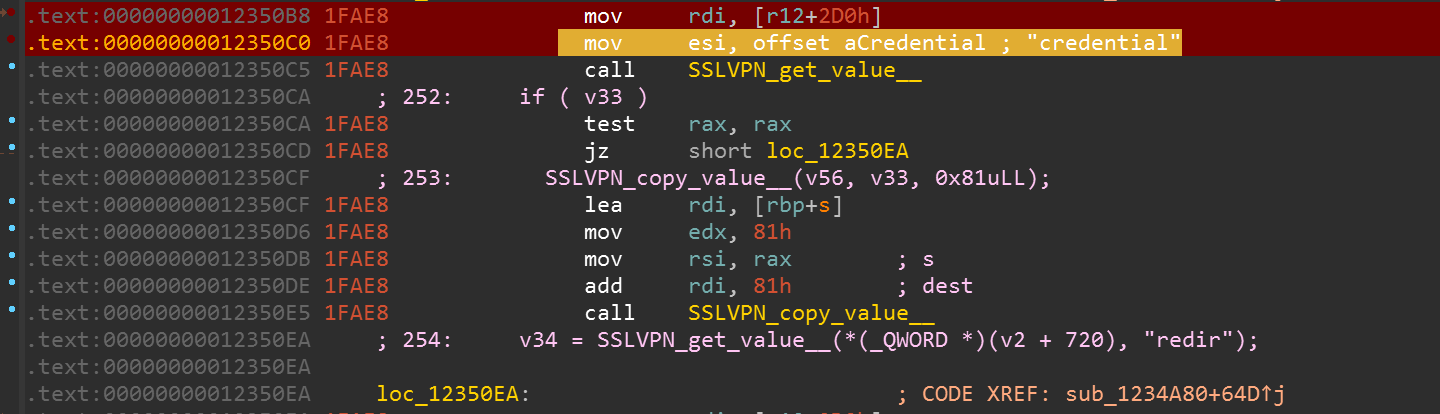 .text:00000000012350B8 1FAE8 mov rdi, [r12+2D0h]
.text:00000000012350C0 1FAE8 mov esi, offset aCredential ; "credential"
.text:00000000012350C5 1FAE8 call SSLVPN_get_value__
.text:00000000012350CA ; 252: if ( v33 )
.text:00000000012350CA 1FAE8 test rax, rax
.text:00000000012350CD 1FAE8 jz short loc_12350EA
.text:00000000012350CF ; 253: SSLVPN_copy_value__(v56, v33, 0x81uLL);
.text:00000000012350CF 1FAE8 lea rdi, [rbp+s]
.text:00000000012350D6 1FAE8 mov edx, 81h
.text:00000000012350DB 1FAE8 mov rsi, rax ; s
.text:00000000012350DE 1FAE8 add rdi, 81h ; dest
.text:00000000012350E5 1FAE8 call SSLVPN_copy_value__
.text:00000000012350EA ; 254: v34 = SSLVPN_get_value__(*(_QWORD *)(v2 + 720), "redir");
.text:00000000012350EA
.text:00000000012350EA loc_12350EA: ; CODE XREF: sub_1234A80+64D↑j